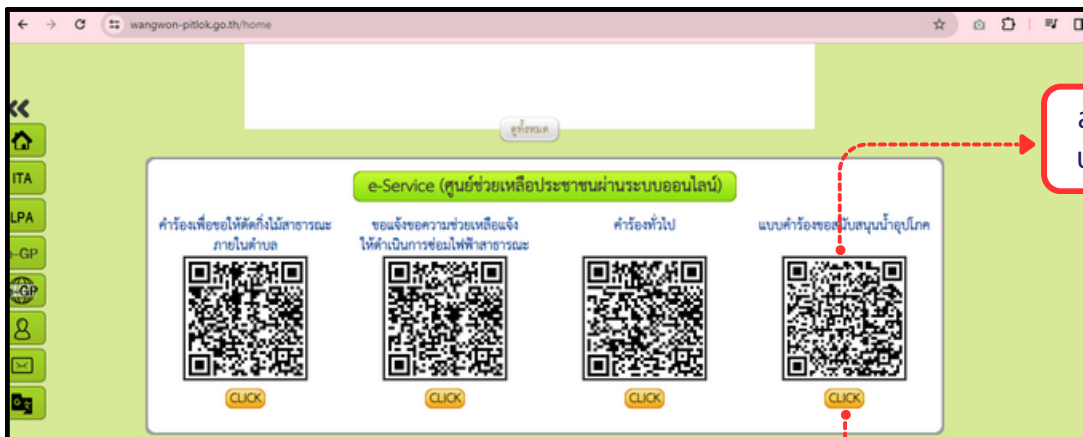 wangwon-pitlok.go.th/home
ดูทั้งหมด
e-Service (ศูนย์ช่วยเหลือประชาชนผ่านระบบออนไลน์)
คำร้องเพื่อขอให้ตัดกิ่งไม้สาธารณะ
ภายในตำบล
ขอแจ้งขอความช่วยเหลือแจ้ง
ให้ดำเนินการซ่อมไฟฟ้าสาธารณะ
คำร้องทั่วไป
แบบคำร้องขอสนับสนุนน้ำอุปโภค
CLICK
CLICK
CLICK
CLICK
ITA
LPA
e-GP
GP